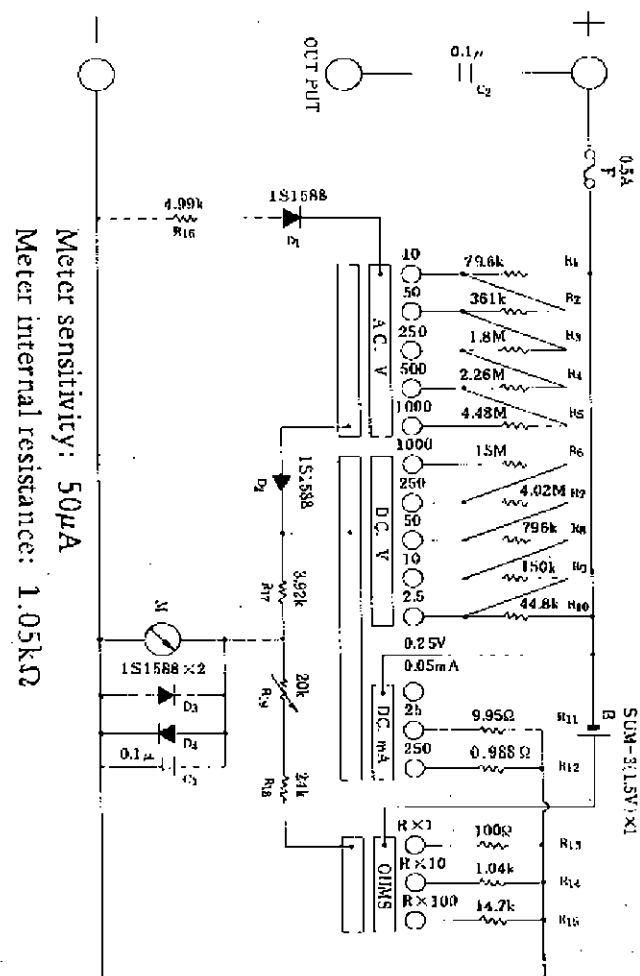 +
0.5A
F
0.1μ
C2
OUT PUT
−
1S1588
D1
4.99k
R16
A.C. V
10
79.6k
R1
50
361k
R2
250
1.8M
R3
500
2.26M
R4
1000
4.48M
R5
D.C. V
1000
15M
R6
250
4.02M
R7
50
796k
R8
10
150k
R9
2.5
44.8k
R10
1S1588
D2
3.92k
R17
20k
R19
24k
R18
M
1S1588×2
D3
D4
0.1μ
0.25V
0.05mA
D.C. mA
25
9.95Ω
R11
250
0.988Ω
R12
B
SUM-3(1.5V)×1
OHMS
R×1
100Ω
R13
R×10
1.04k
R14
R×100
14.7k
R15
Meter sensitivity: 50μA
Meter internal resistance: 1.05kΩ